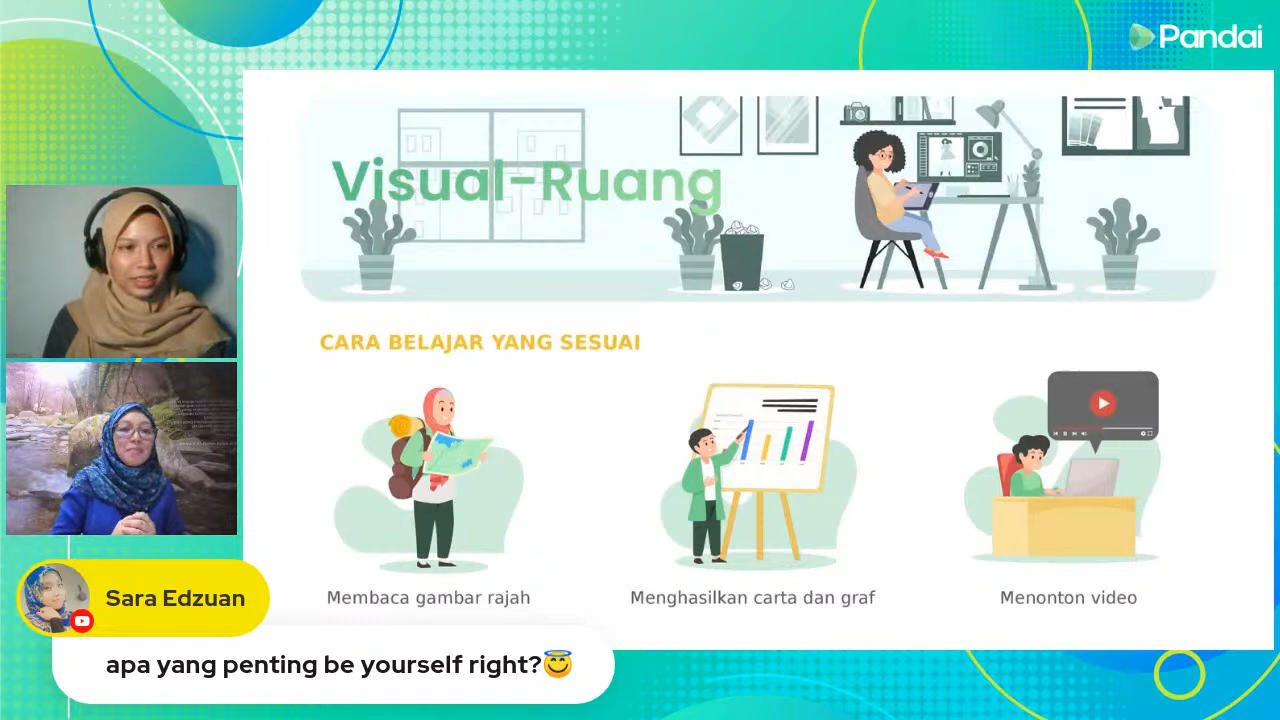 Pandai
Visual-Ruang
CARA BELAJAR YANG SESUAI
Membaca gambar rajah
Menghasilkan carta dan graf
Menonton video
Sara Edzuan
apa yang penting be yourself right?😇